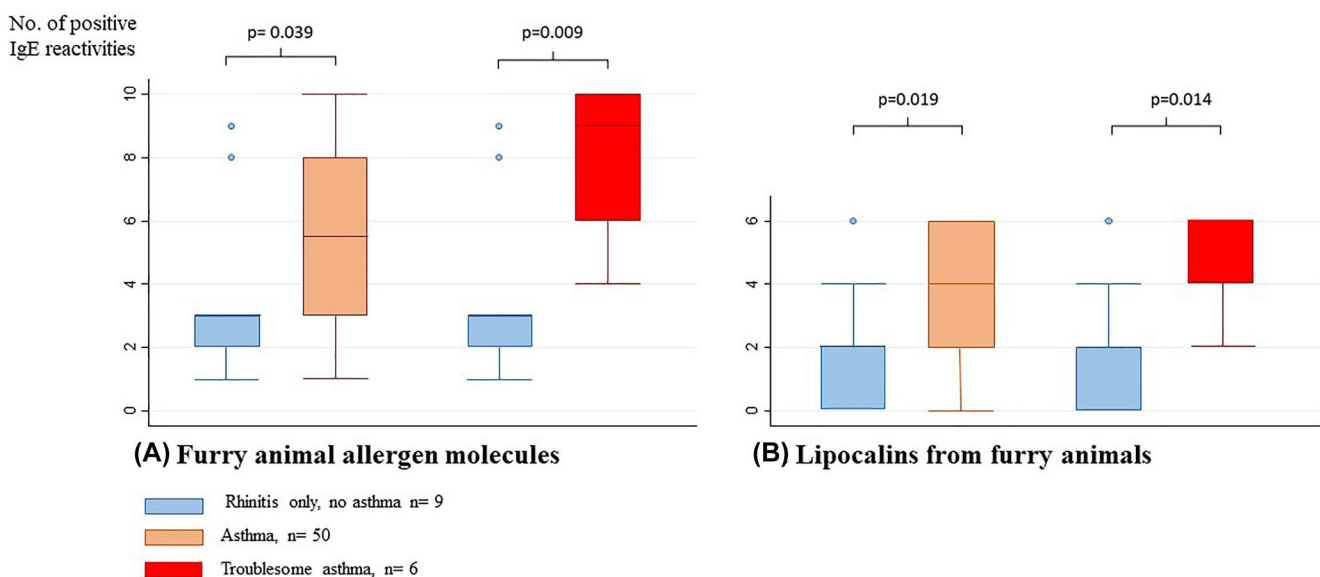 No. of positive
IgE reactivities
p= 0.039
p=0.009
10
8
6
4
2
0
(A) Furry animal allergen molecules
p=0.019
p=0.014
6
4
2
0
(B) Lipocalins from furry animals
Rhinitis only, no asthma n= 9
Asthma, n= 50
Troublesome asthma, n= 6